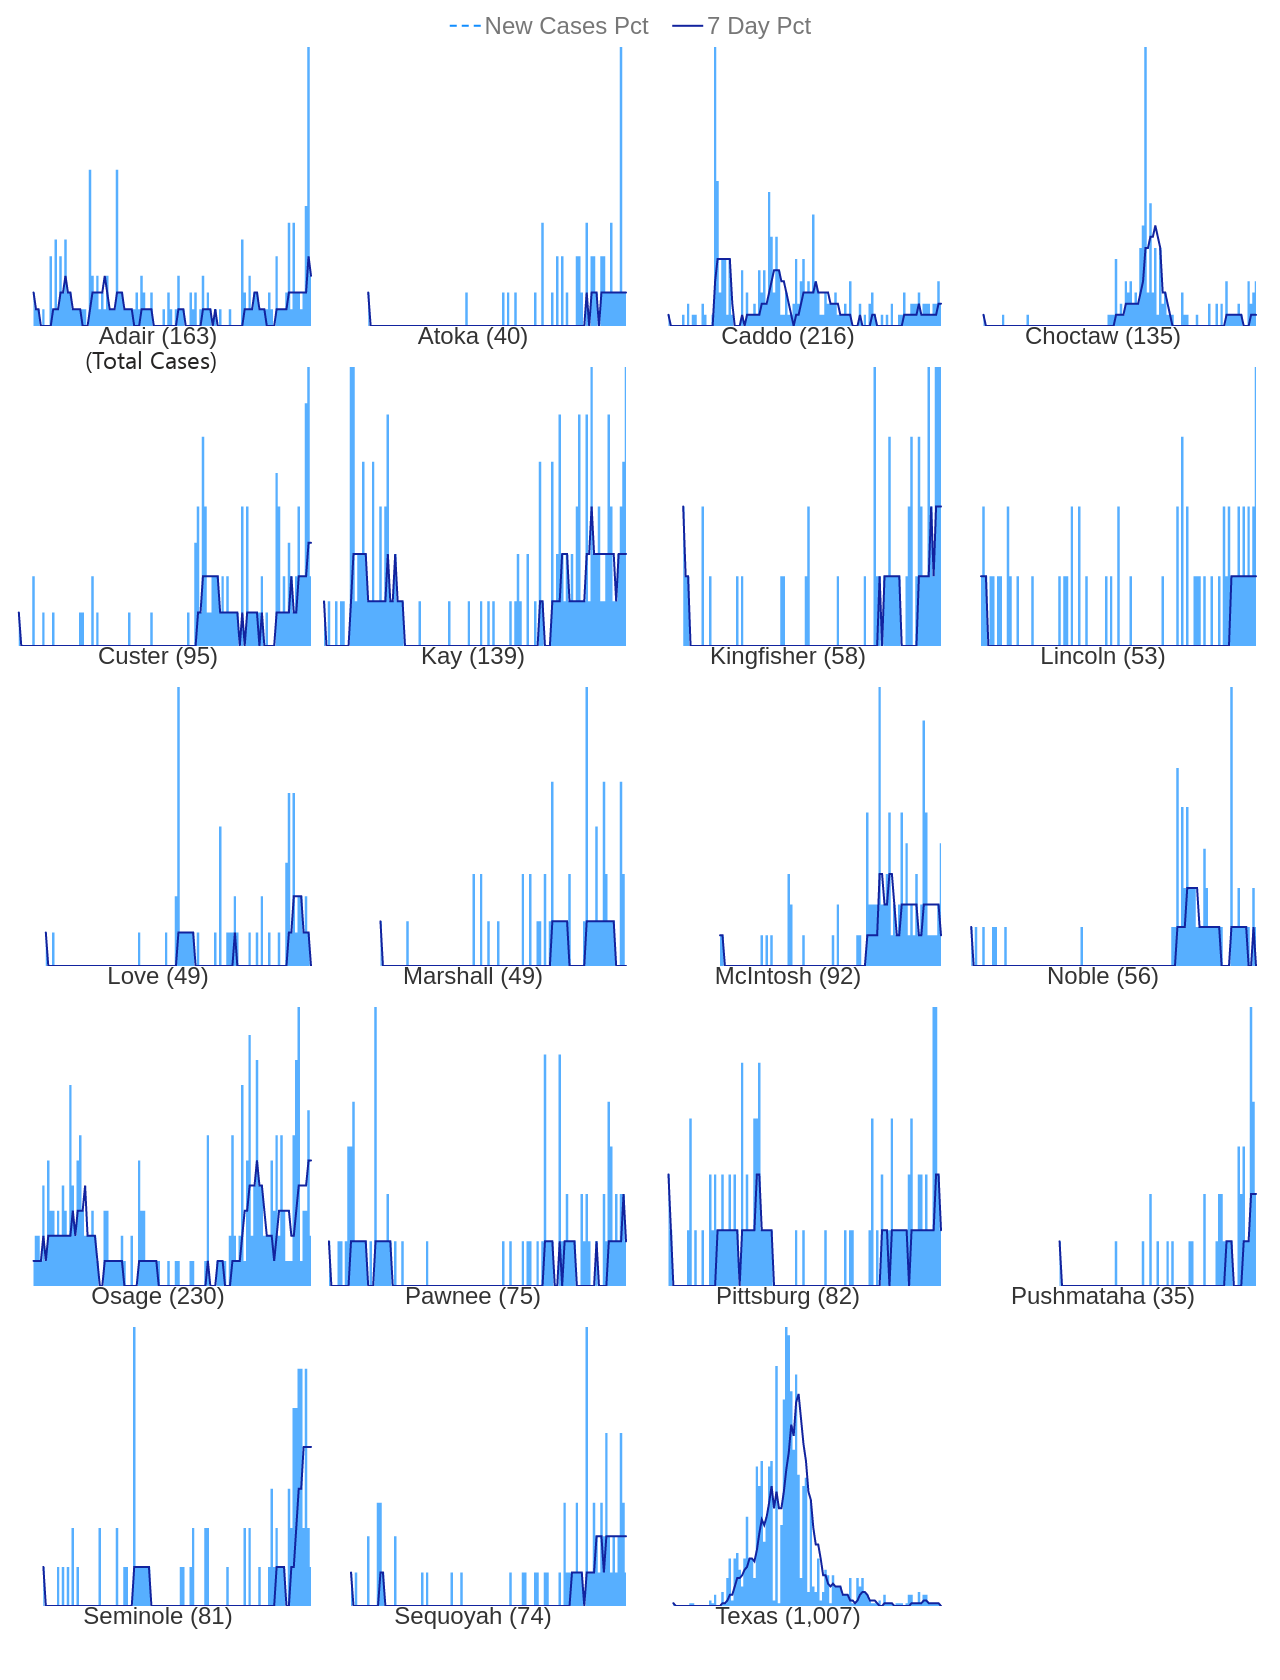 New Cases Pct 7 Day Pct
Adair (163) Atoka (40) Caddo (216) Choctaw (135)
(Total Cases)
Custer (95) Kay (139) Kingfisher (58) Lincoln (53)
Love (49) Marshall (49) McIntosh (92) Noble (56)
Osage (230) Pawnee (75) Pittsburg (82) Pushmataha (35)
Seminole (81) Sequoyah (74) Texas (1,007)